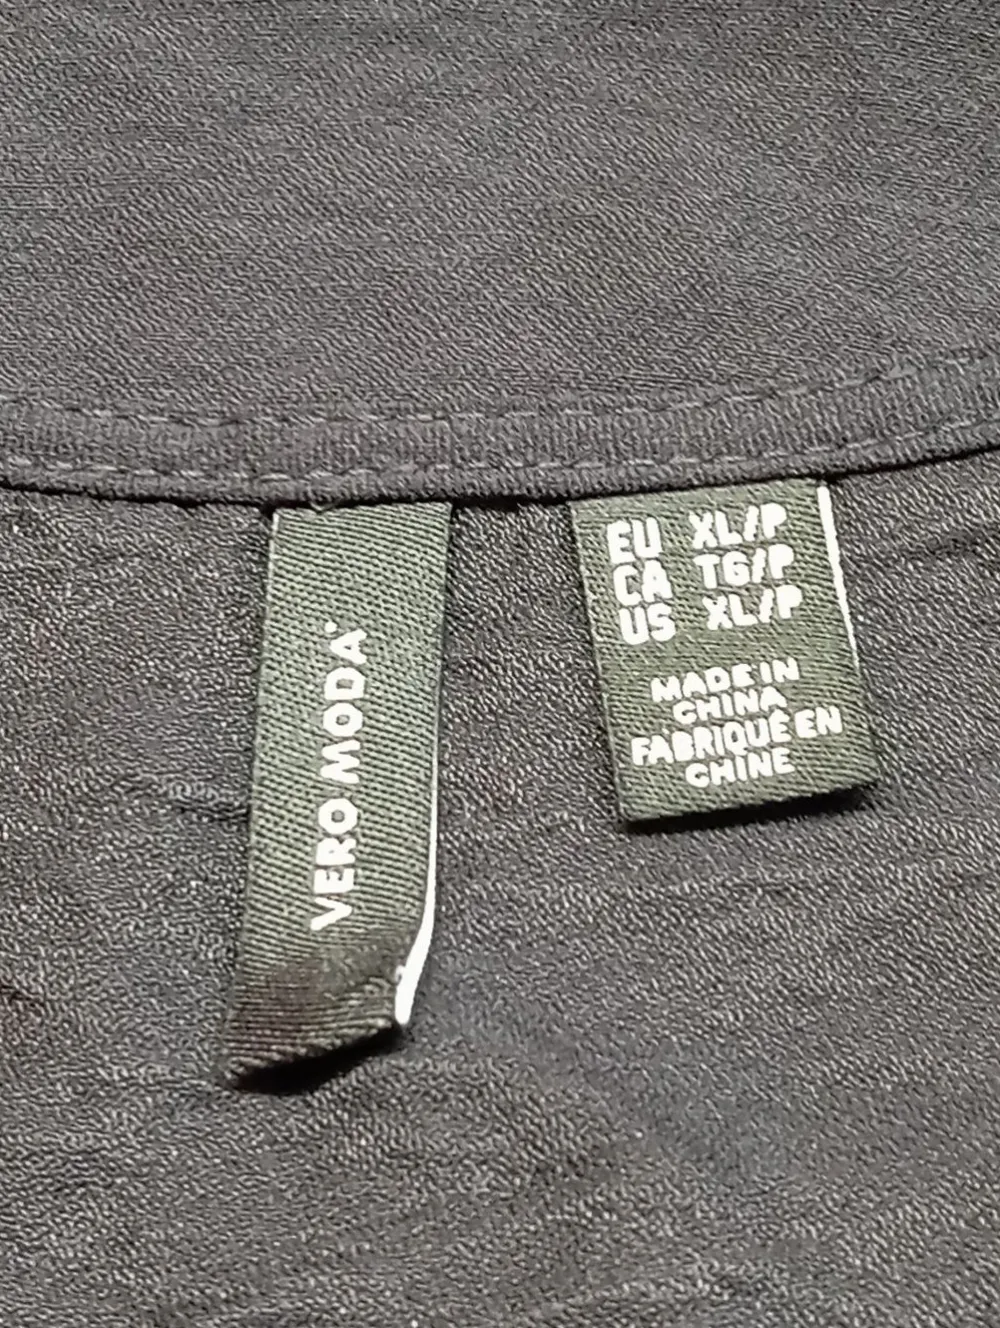 VERO MODA
EU XL/P
CA TG/P
US XL/P
MADE IN
CHINA
FABRIQUÉ EN
CHINE